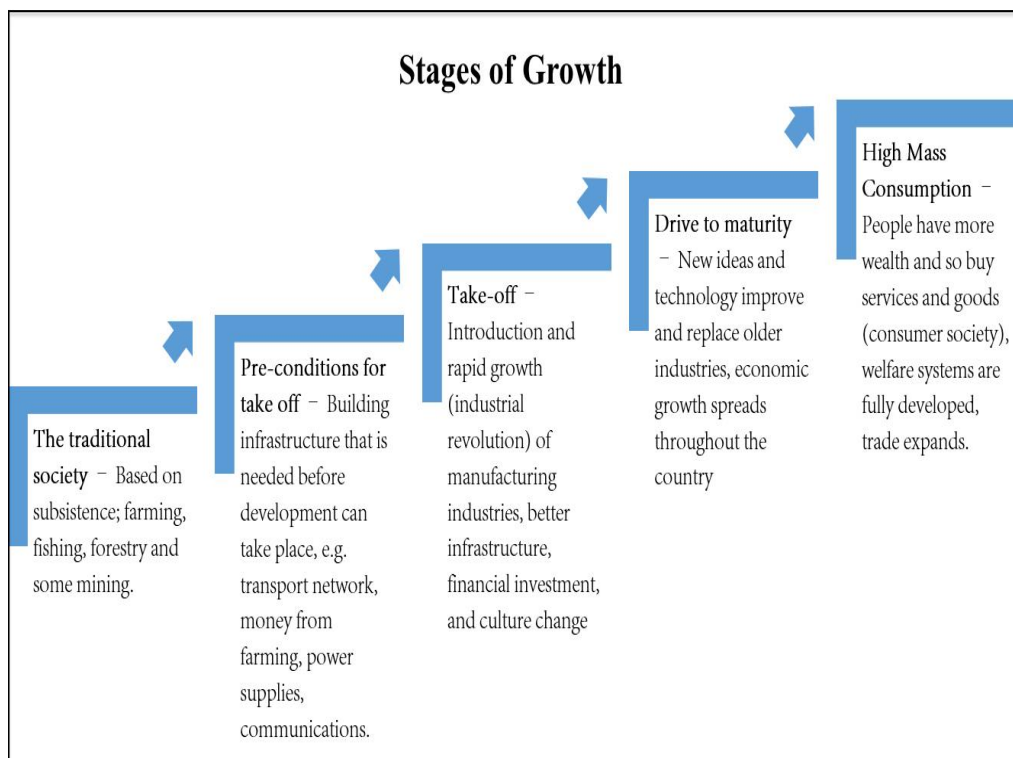 Stages of Growth
The traditional
society – Based on
subsistence; farming,
fishing, forestry and
some mining.
Pre-conditions for
take off – Building
infrastructure that is
needed before
development can
take place, e.g.
transport network,
money from
farming, power
supplies,
communications.
Take-off –
Introduction and
rapid growth
(industrial
revolution) of
manufacturing
industries, better
infrastructure,
financial investment,
and culture change
Drive to maturity
– New ideas and
technology improve
and replace older
industries, economic
growth spreads
throughout the
country
High Mass
Consumption –
People have more
wealth and so buy
services and goods
(consumer society),
welfare systems are
fully developed,
trade expands.